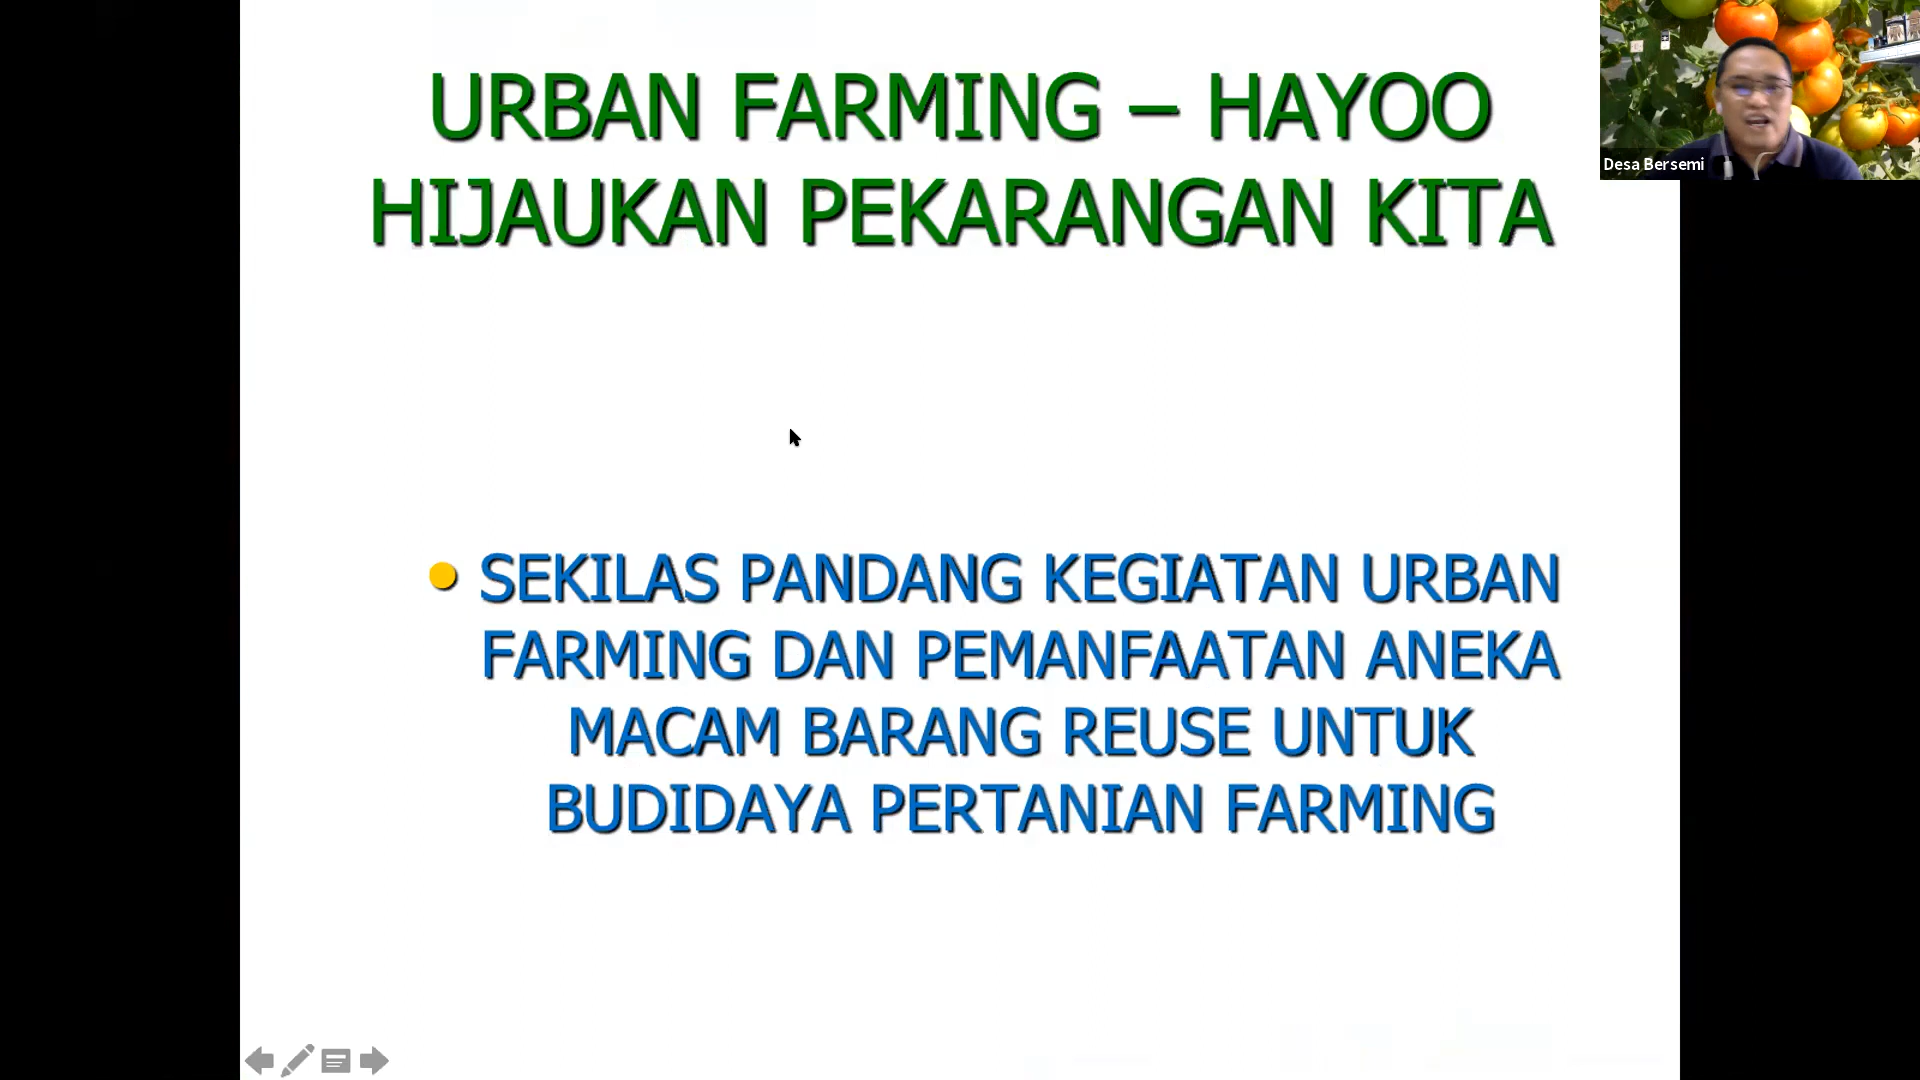 URBAN FARMING – HAYOO
HIJAUKAN PEKARANGAN KITA
Desa Bersemi
• SEKILAS PANDANG KEGIATAN URBAN
FARMING DAN PEMANFAATAN ANEKA
MACAM BARANG REUSE UNTUK
BUDIDAYA PERTANIAN FARMING